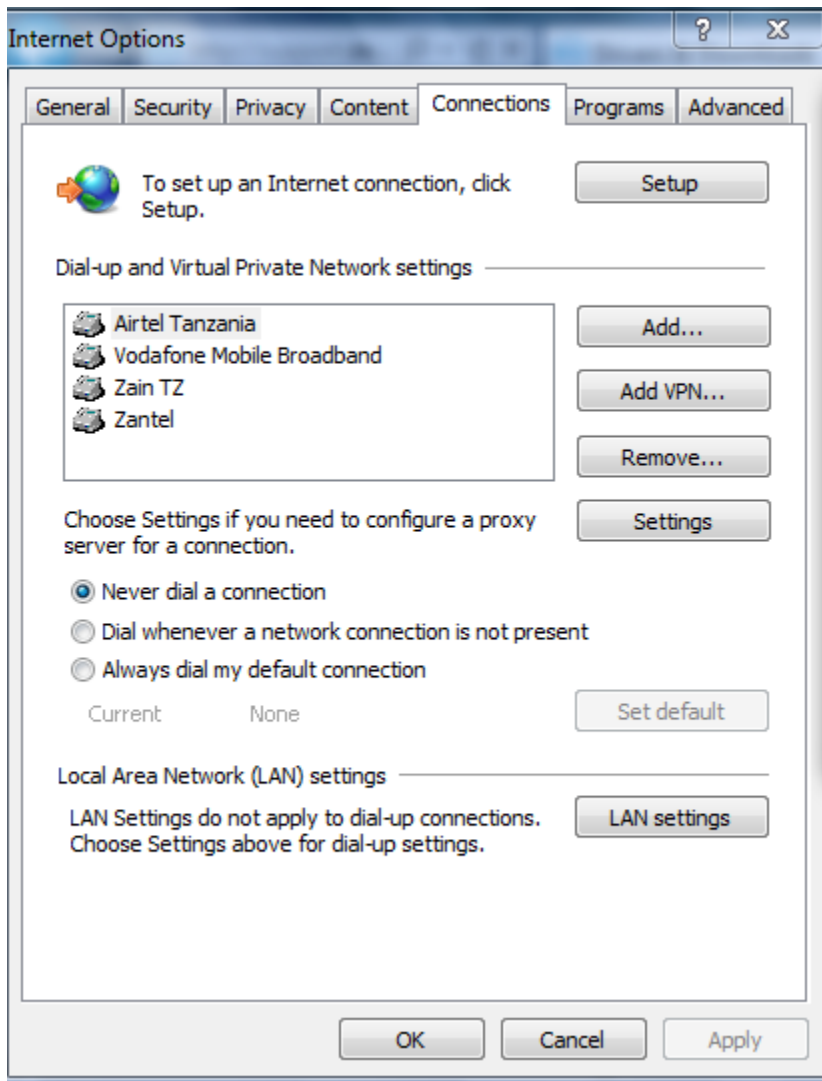 Internet Options
General Security Privacy Content Connections Programs Advanced
To set up an Internet connection, click
Setup.
Setup
Dial-up and Virtual Private Network settings
Airtel Tanzania
Vodafone Mobile Broadband
Zain TZ
Zantel
Add...
Add VPN...
Remove...
Choose Settings if you need to configure a proxy
server for a connection.
Settings
Never dial a connection
Dial whenever a network connection is not present
Always dial my default connection
Current None
Set default
Local Area Network (LAN) settings
LAN Settings do not apply to dial-up connections.
Choose Settings above for dial-up settings.
LAN settings
OK Cancel Apply